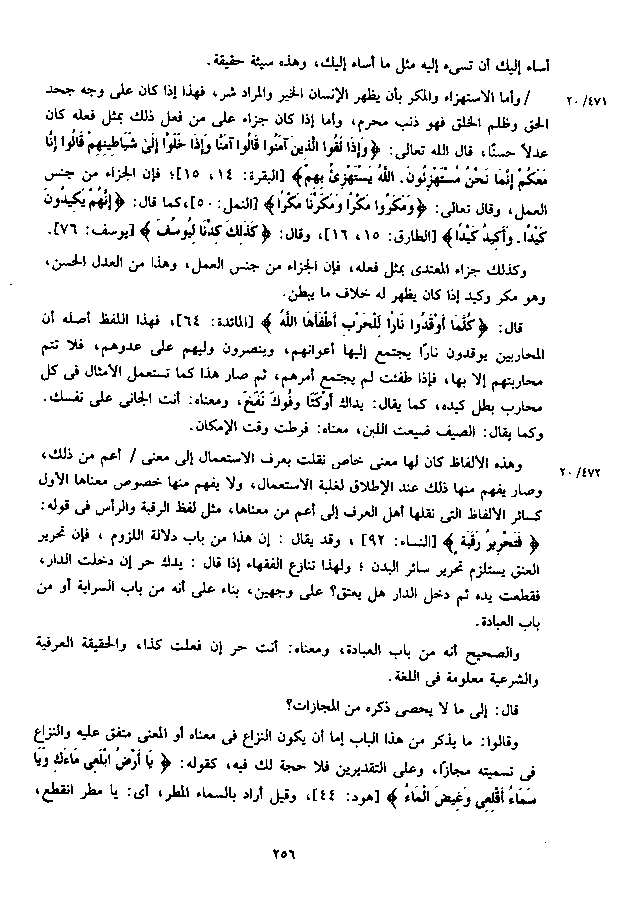 أساء إليك أن تسىء إليه مثل ما أساء إليك، وهذه سيئة حقيقة.
٢٠/٤٧١ / وأما الاستهزاء والمكر بأن يظهر الإنسان الخير والمراد شر، فهذا إذا كان على وجه جحد
الحق وظلم الخلق فهو ذنب محرم، وأما إذا كان جزاء على من فعل ذلك بمثل فعله كان
عدلاً حسنًا، قال الله تعالى: ﴿وَإِذَا لَقُوا الَّذِينَ آمَنُوا قَالُوا آمَنَّا وَإِذَا خَلَوْا إِلَىٰ شَيَاطِينِهِمْ قَالُوا إِنَّا
مَعَكُمْ إِنَّمَا نَحْنُ مُسْتَهْزِئُونَ. اللَّهُ يَسْتَهْزِئُ بِهِمْ﴾ [البقرة: ١٤، ١٥]؛ فإن الجزاء من جنس
العمل، وقال تعالى: ﴿وَمَكَرُوا مَكْرًا وَمَكَرْنَا مَكْرًا﴾ [النمل: ٥٠]،كما قال: ﴿إِنَّهُمْ يَكِيدُونَ
كَيْدًا. وَأَكِيدُ كَيْدًا﴾ [الطارق: ١٥، ١٦]، وقال: ﴿كَذَلِكَ كِدْنَا لِيُوسُفَ ﴾ [يوسف: ٧٦].
وكذلك جزاء المعتدى بمثل فعله، فإن الجزاء من جنس العمل، وهذا من العدل الحسن،
وهو مكر وكيد إذا كان يظهر له خلاف ما يبطن.
قال: ﴿ كُلَّمَا أَوْقَدُوا نَارًا لِّلْحَرْبِ أَطْفَأَهَا اللَّهُ ﴾ [المائدة: ٦٤]، فهذا اللفظ أصله أن
المحاربين يوقدون نارًا يجتمع إليها أعوانهم، وينصرون وليهم على عدوهم، فلا تتم
محاربتهم إلا بها، فإذا طفئت لم يجتمع أمرهم، ثم صار هذا كما تستعمل الأمثال فى كل
محارب بطل كيده، كما يقال: يداك أوْكَتَا وفُوكَ نَفَخَ، ومعناه: أنت الجانى على نفسك.
وكما يقال: الصيف ضيعت اللبن، معناه: فرطت وقت الإمكان.
٢٠/٤٧٢ وهذه الألفاظ كان لها معنى خاص نقلت بعرف الاستعمال إلى معنى / أعم من ذلك،
وصار يفهم منها ذلك عند الإطلاق لغلبة الاستعمال، ولا يفهم منها خصوص معناها الأول
كسائر الألفاظ التى نقلها أهل العرف إلى أعم من معناها، مثل لفظ الرقبة والرأس فى قوله:
﴿ فَتَحْرِيرُ رَقَبَةٍ ﴾ [النساء: ٩٢] ، وقد يقال : إن هذا من باب دلالة اللزوم ، فإن تحرير
العنق يستلزم تحرير سائر البدن ؛ ولهذا تنازع الفقهاء إذا قال : يدك حر إن دخلت الدار،
فقطعت يده ثم دخل الدار هل يعتق؟ على وجهين، بناء على أنه من باب السراية أو من
باب العبادة.
والصحيح أنه من باب العبادة، ومعناه: أنت حر إن فعلت كذا، والحقيقة العرفية
والشرعية معلومة فى اللغة.
قال: إلى ما لا يحصى ذكره من المجازات؟
وقالوا: ما يذكر من هذا الباب إما أن يكون النزاع فى معناه أو المعنى متفق عليه والنزاع
فى تسميته مجازًا، وعلى التقديرين فلا حجة لك فيه، كقوله: ﴿ يَا أَرْضُ ابْلَعِي مَاءَكِ وَيَا
سَمَاءُ أَقْلِعِي وَغِيضَ الْمَاءُ ﴾ [هود: ٤٤]، وقيل أراد بالسماء المطر، أى: يا مطر انقطع،
٢٥٦